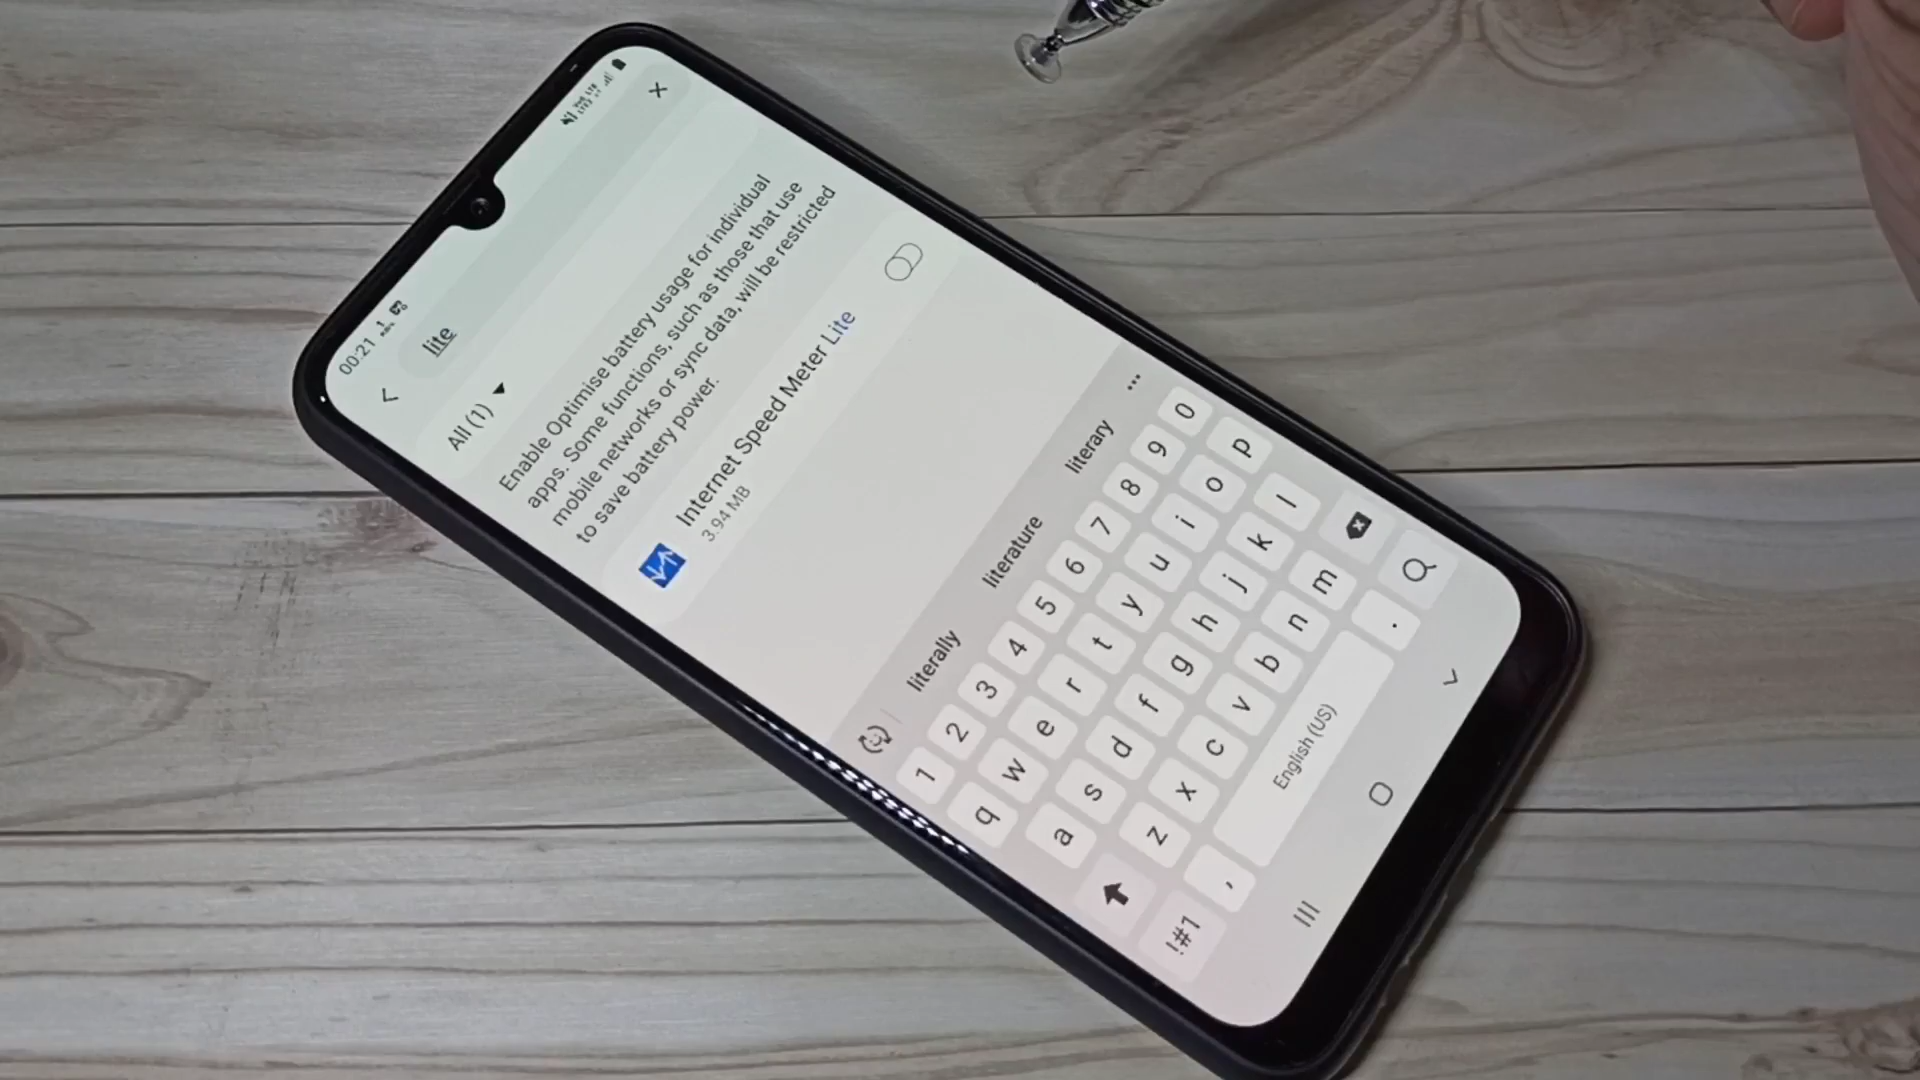 00:21
lite
All (1)
Enable Optimise battery usage for individual
apps. Some functions, such as those that use
mobile networks or sync data, will be restricted
to save battery power.
Internet Speed Meter Lite
3.94 MB
literally literature literary
1 2 3 4 5 6 7 8 9 0
q w e r t y u i o p
a s d f g h j k l
z x c v b n m
!#1 , English (US) .